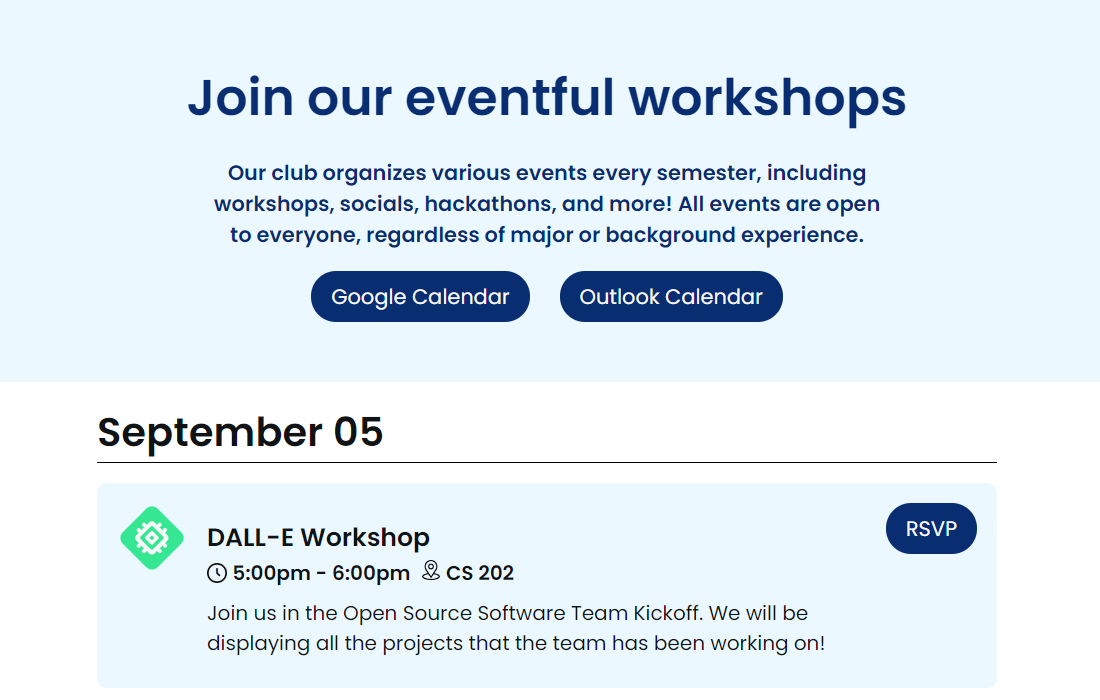 Join our eventful workshops
Our club organizes various events every semester, including
workshops, socials, hackathons, and more! All events are open
to everyone, regardless of major or background experience.
Google Calendar
Outlook Calendar
September 05
DALL-E Workshop
RSVP
5:00pm - 6:00pm CS 202
Join us in the Open Source Software Team Kickoff. We will be
displaying all the projects that the team has been working on!